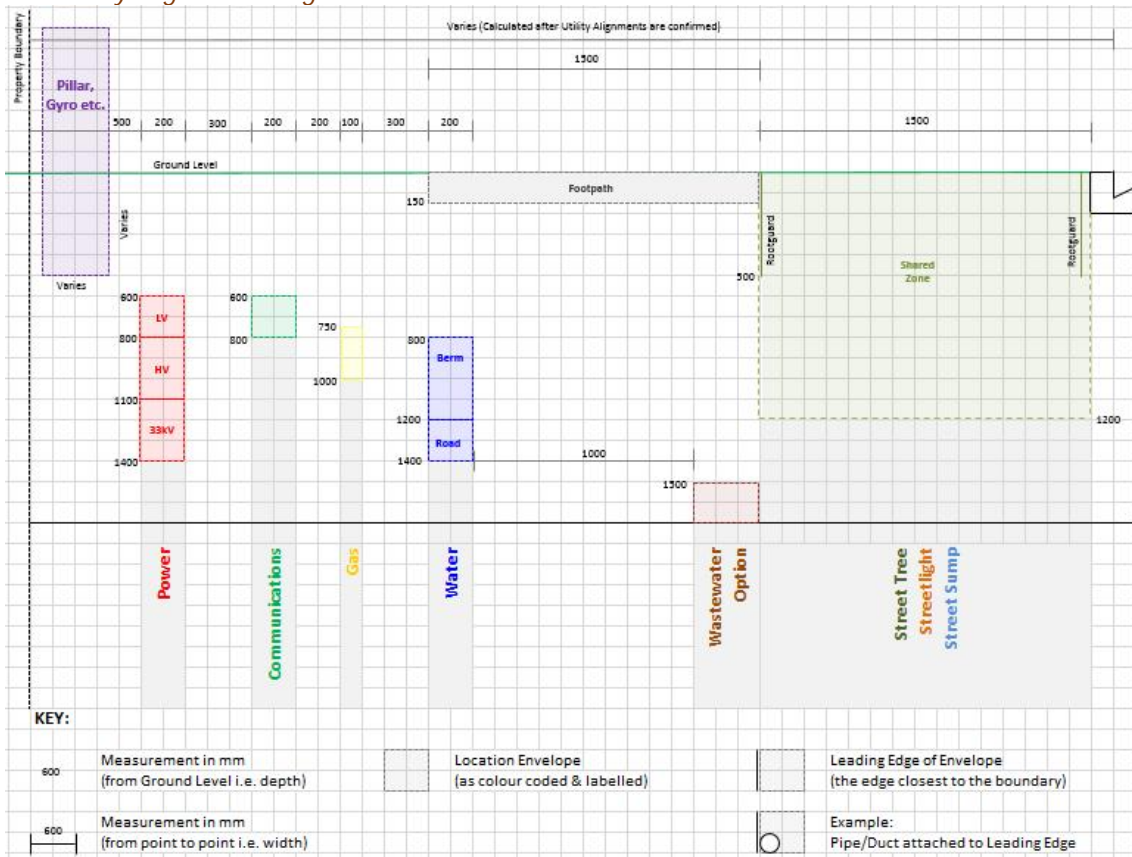 Property Boundary
Varies (Calculated after Utility Alignments are confirmed)
1500
Pillar,
Gyro etc.
500 200 300 200 200 100 300 200
1500
Ground Level
Footpath
150
Varies
Rootguard
Rootguard
Shared
Zone
500
Varies
600
LV
600
750
800
800
800
HV
Berm
1000
1100
1200
1200
33kV
Road
1400
1400
1000
1500
Power
Communications
Gas
Water
Wastewater
Option
Street Tree
Streetlight
Street Sump
KEY:
600
Measurement in mm
(from Ground Level i.e. depth)
Location Envelope
(as colour coded & labelled)
Leading Edge of Envelope
(the edge closest to the boundary)
600
Measurement in mm
(from point to point i.e. width)
Example:
Pipe/Duct attached to Leading Edge